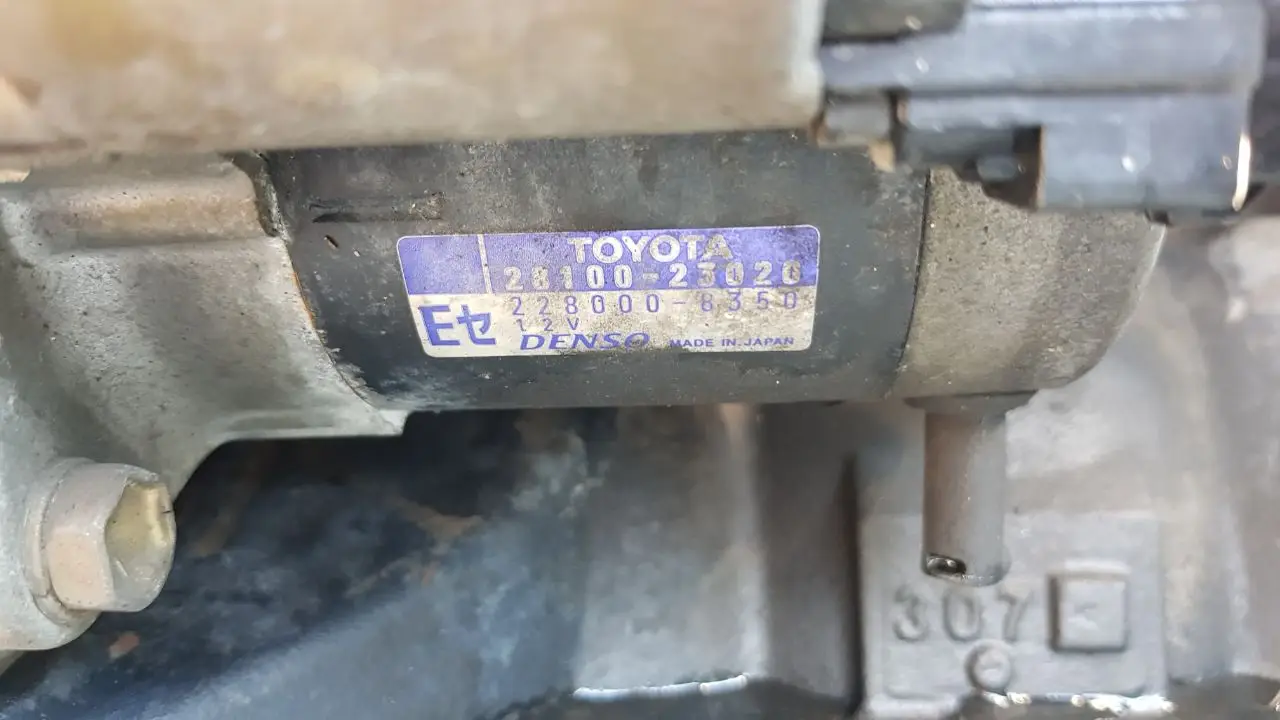 TOYOTA
28100-23020
228000-8350
12V
Eセ
DENSO MADE IN JAPAN
307 K